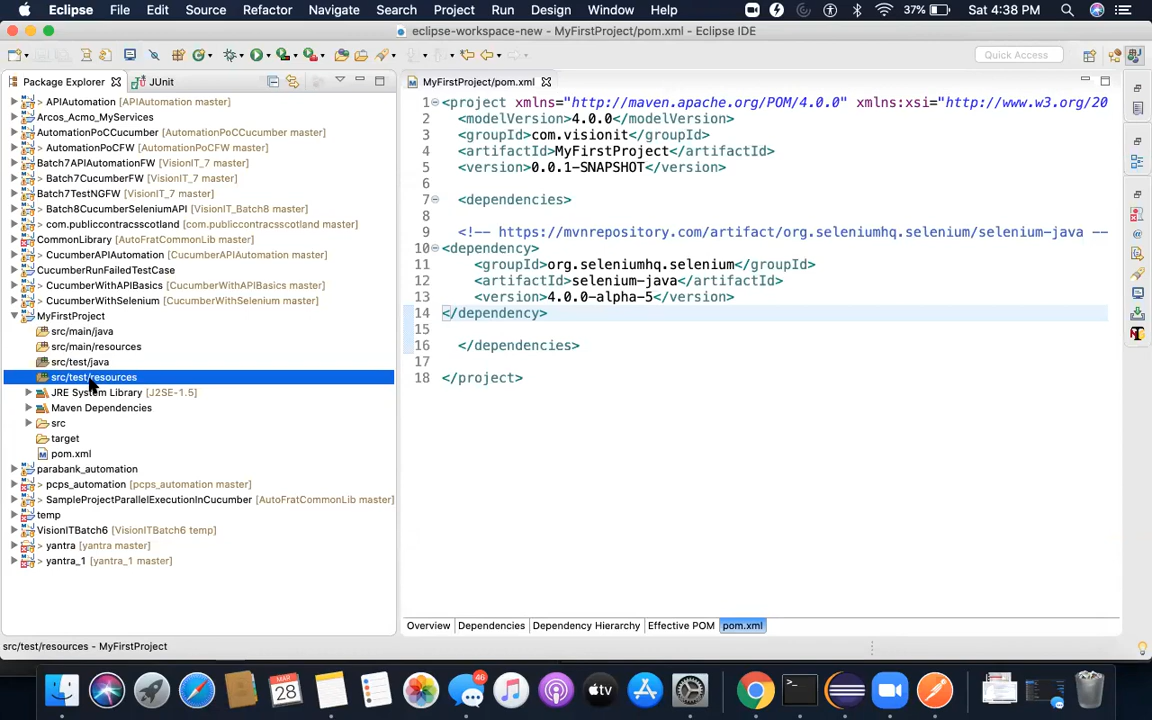 Eclipse File Edit Source Refactor Navigate Search Project Run Design Window Help 37% Sat 4:38 PM
eclipse-workspace-new - MyFirstProject/pom.xml - Eclipse IDE
Quick Access
Package Explorer JUnit
MyFirstProject/pom.xml
APIAutomation [APIAutomation master]
Arcos_Acmo_MyServices
AutomationPoCCucumber [AutomationPoCCucumber master]
> AutomationPoCFW [AutomationPoCFW master]
Batch7APIAutomationFW [VisionIT_7 master]
> Batch7CucumberFW [VisionIT_7 master]
Batch7TestNGFW [VisionIT_7 master]
> Batch8CucumberSeleniumAPI [VisionIT_Batch8 master]
> com.publiccontracsscotland [com.publiccontracsscotland master]
CommonLibrary [AutoFratCommonLib master]
> CucumberAPIAutomation [CucumberAPIAutomation master]
CucumberRunFailedTestCase
> CucumberWithAPIBasics [CucumberWithAPIBasics master]
> CucumberWithSelenium [CucumberWithSelenium master]
MyFirstProject
src/main/java
src/main/resources
src/test/java
src/test/resources
JRE System Library [J2SE-1.5]
Maven Dependencies
src
target
pom.xml
parabank_automation
> pcps_automation [pcps_automation master]
> SampleProjectParallelExecutionInCucumber [AutoFratCommonLib master]
temp
VisionITBatch6 [VisionITBatch6 temp]
> yantra [yantra master]
> yantra_1 [yantra_1 master]
1 <project xmlns="http://maven.apache.org/POM/4.0.0" xmlns:xsi="http://www.w3.org/20
2 <modelVersion>4.0.0</modelVersion>
3 <groupId>com.visionit</groupId>
4 <artifactId>MyFirstProject</artifactId>
5 <version>0.0.1-SNAPSHOT</version>
6
7 <dependencies>
8
9 <!-- https://mvnrepository.com/artifact/org.seleniumhq.selenium/selenium-java --
10 <dependency>
11 <groupId>org.seleniumhq.selenium</groupId>
12 <artifactId>selenium-java</artifactId>
13 <version>4.0.0-alpha-5</version>
14 </dependency>
15
16 </dependencies>
17
18 </project>
Overview Dependencies Dependency Hierarchy Effective POM pom.xml
src/test/resources - MyFirstProject
MAR 28 46 tv